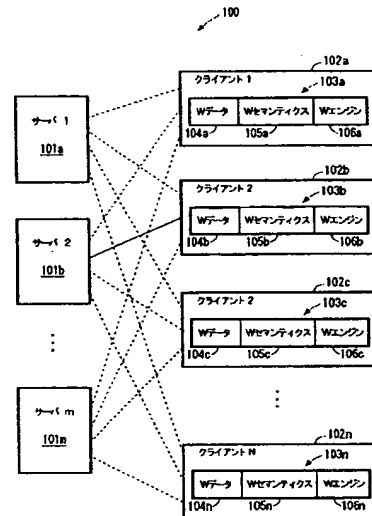 100
102a
クライアント 1
103a
Wデータ Wセマンティクス Wエンジン
104a 105a 106a
サーバ 1
101a
102b
クライアント 2
103b
Wデータ Wセマンティクス Wエンジン
104b 105b 106b
サーバ 2
101b
102c
クライアント 2
103c
Wデータ Wセマンティクス Wエンジン
104c 105c 106c
サーバ m
101m
102n
クライアント N
103n
Wデータ Wセマンティクス Wエンジン
104n 105n 106n